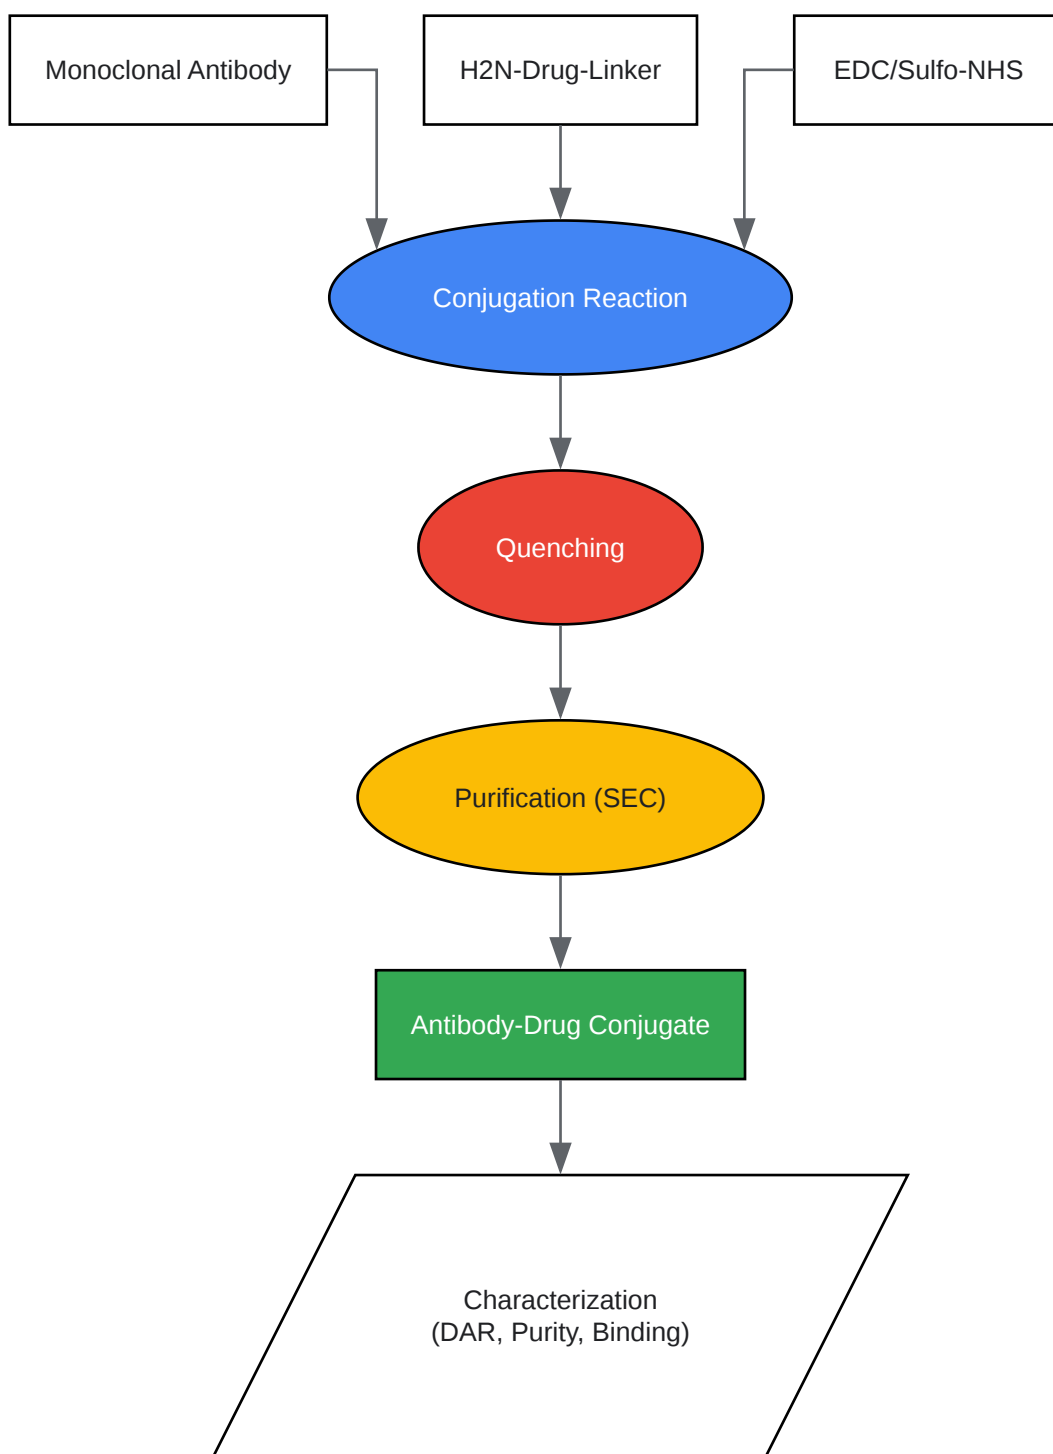 Monoclonal Antibody
H2N-Drug-Linker
EDC/Sulfo-NHS
Conjugation Reaction
Quenching
Purification (SEC)
Antibody-Drug Conjugate
Characterization
(DAR, Purity, Binding)